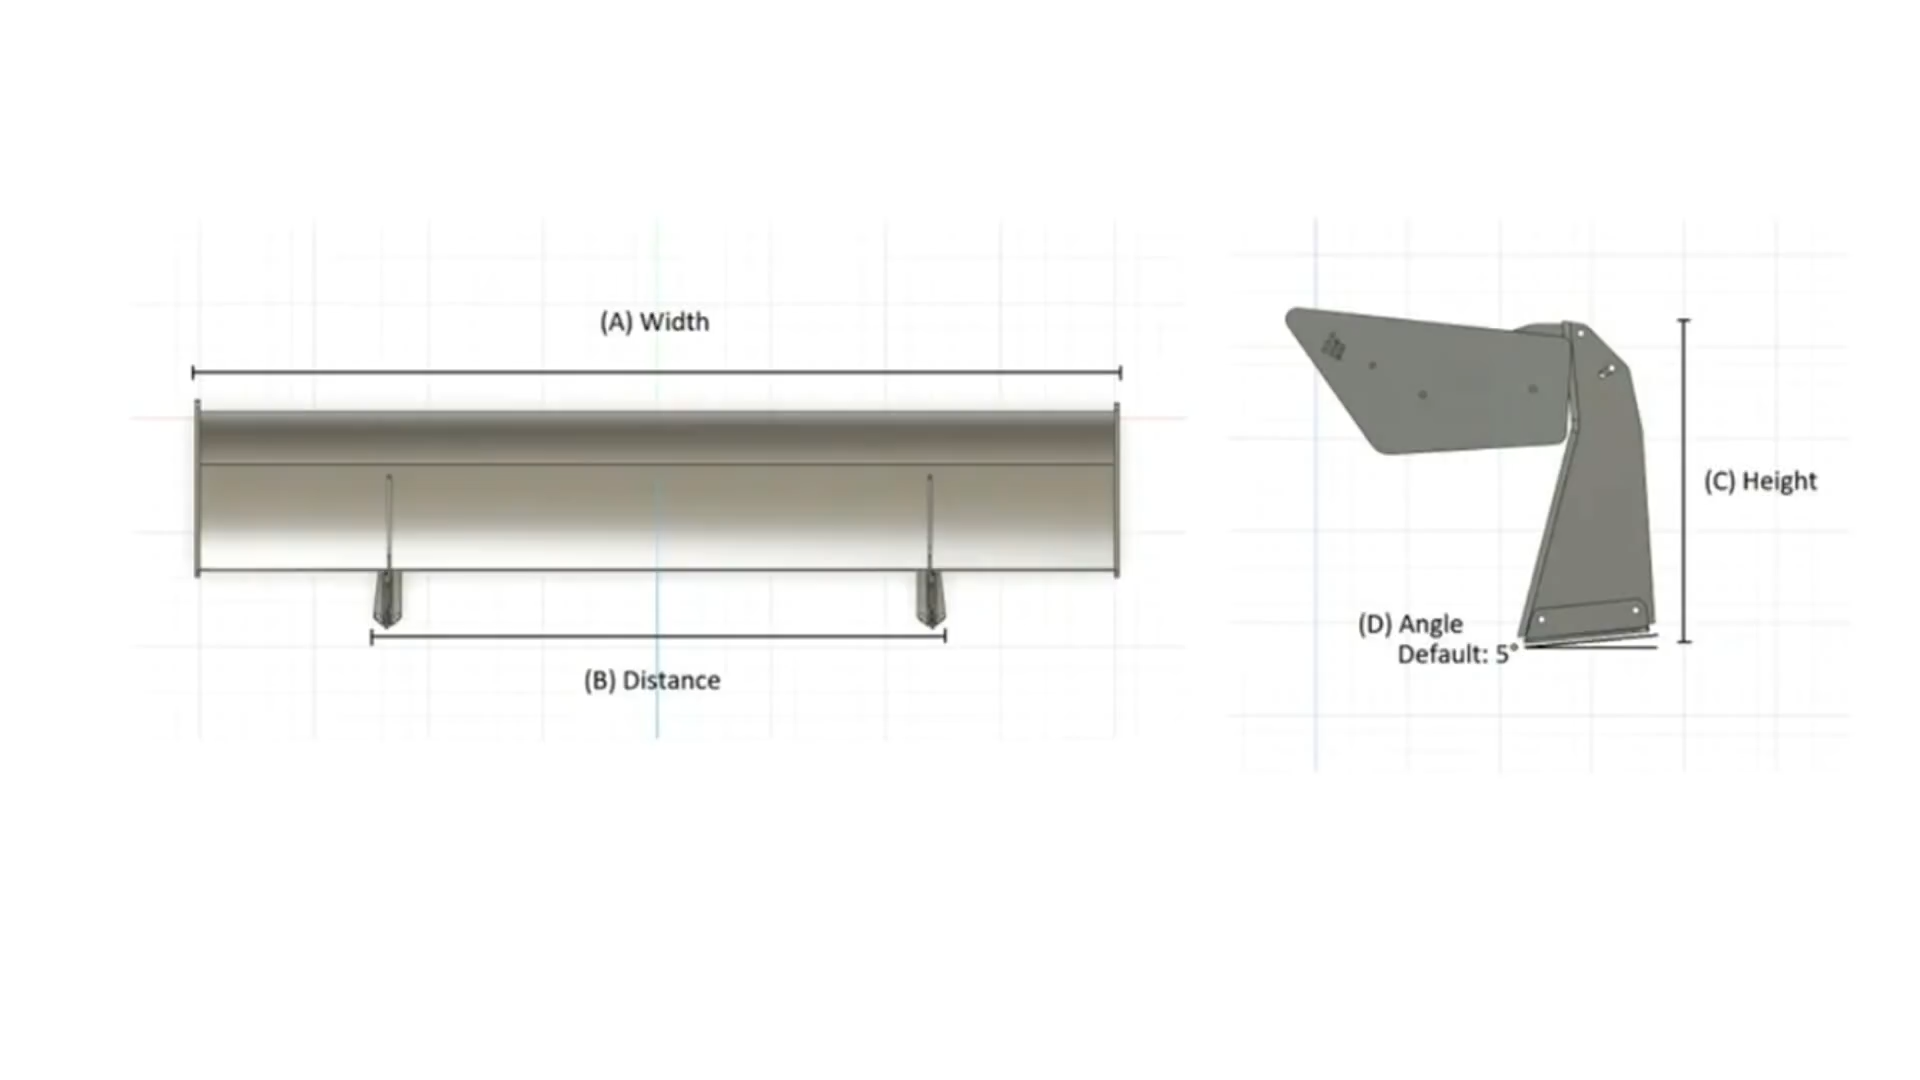 (A) Width
(B) Distance
(C) Height
(D) Angle
Default: 5°